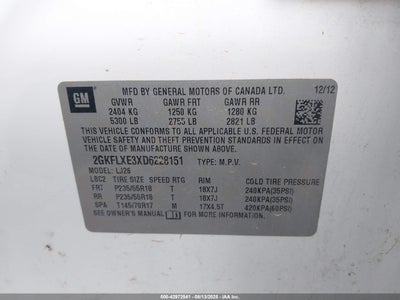 GM
MFD BY GENERAL MOTORS OF CANADA LTD. 12/12
GVWR GAWR FRT GAWR RR
2404 KG 1250 KG 1280 KG
5300 LB 2755 LB 2821 LB
THIS VEHICLE CONFORMS TO ALL APPLICABLE U.S. FEDERAL
MOTOR VEHICLE SAFETY AND THEFT PREVENTION STANDARDS IN EFFECT
ON THE DATE OF MANUFACTURE SHOWN ABOVE.
2GKFLXE3XD6228151 TYPE: M.P.V.
MODEL: LJ26
TIRE SIZE SPEED RTG RIM COLD TIRE PRESSURE
FRT P235/55R18 T 18X7J 240KPA(35PSI)
RR P235/55R18 T 18X7J 240KPA(35PSI)
SPA T145/70R17 M 17X4.5T 420KPA(60PSI)
SEE OWNER'S MANUAL FOR MORE INFORMATION.